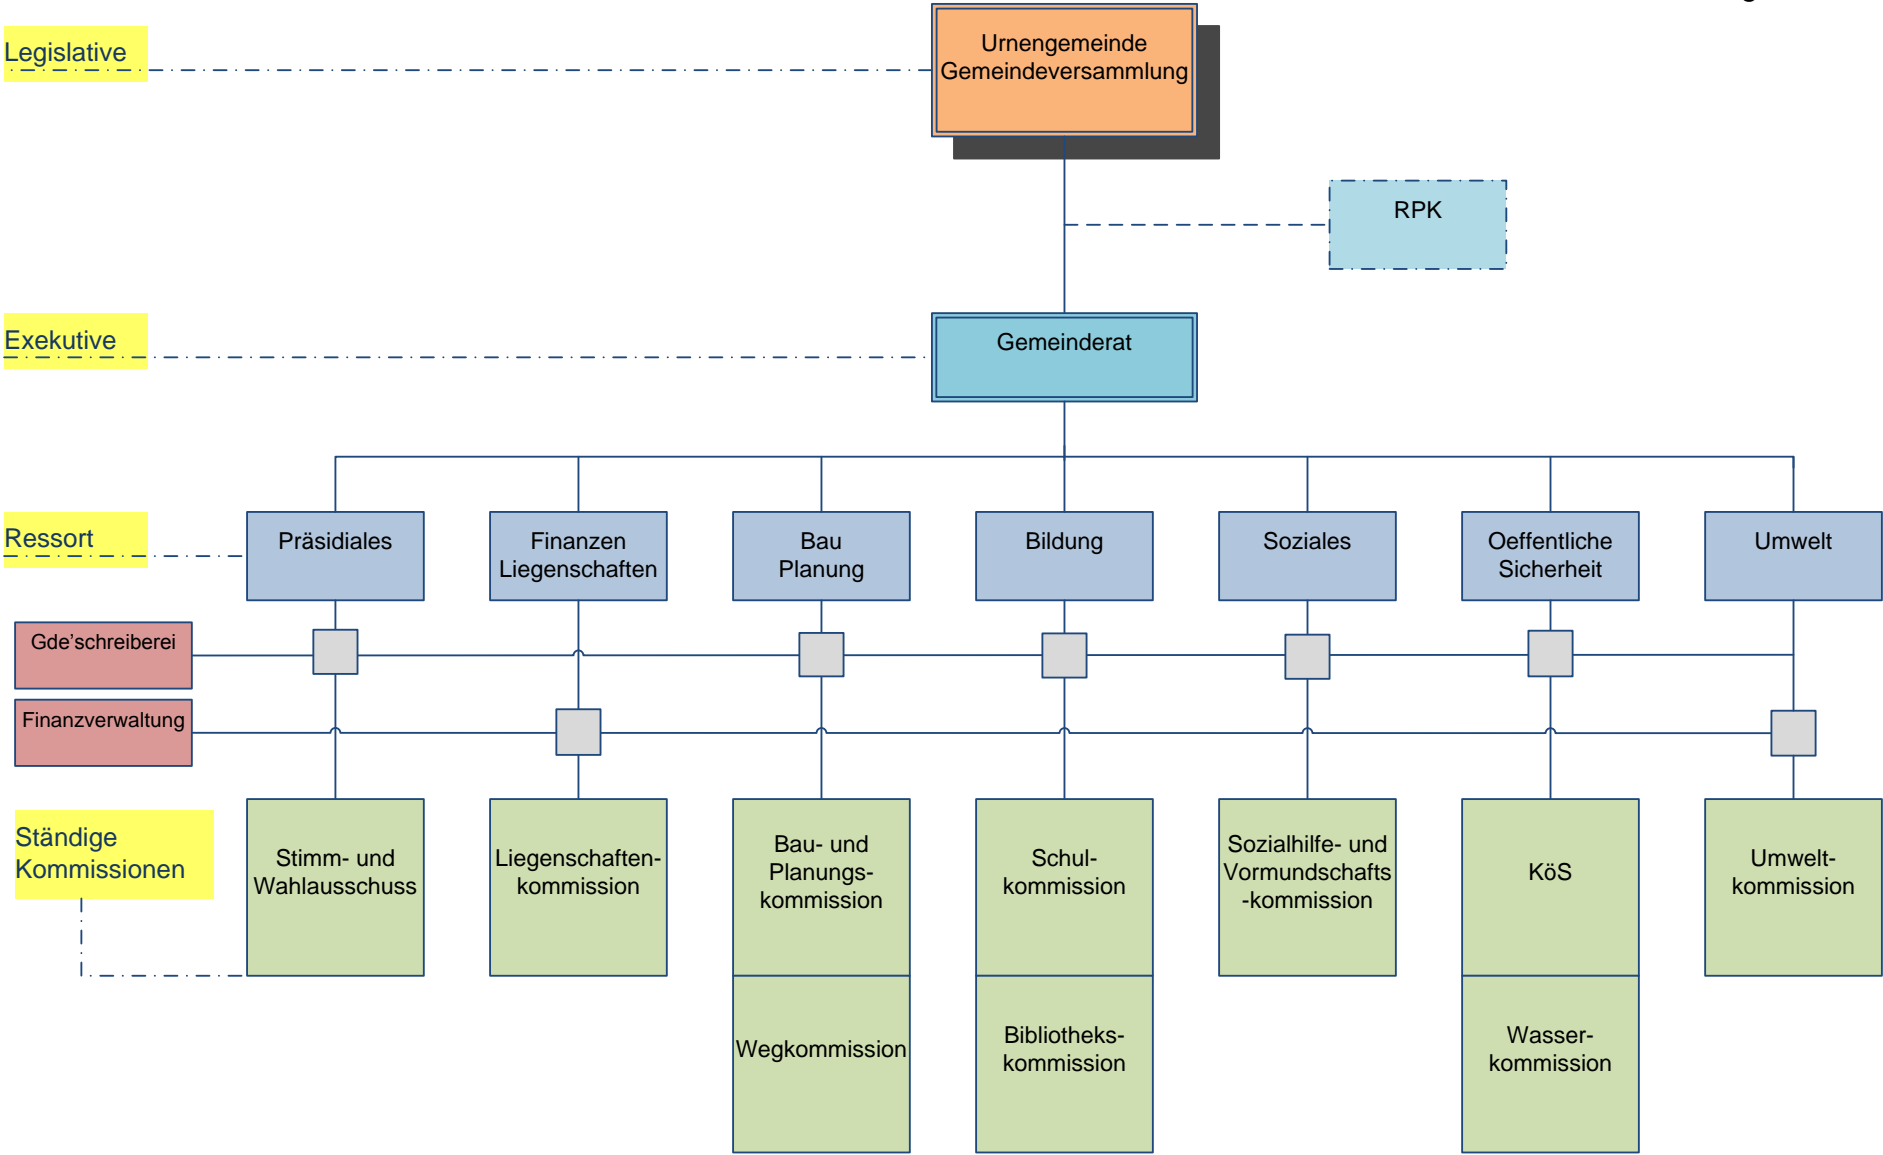 Legislative
Urnengemeinde
Gemeindeversammlung
RPK
Exekutive
Gemeinderat
Ressort
Präsidiales
Finanzen
Liegenschaften
Bau
Planung
Bildung
Soziales
Oeffentliche
Sicherheit
Umwelt
Gde'schreiberei
Finanzverwaltung
Ständige
Kommissionen
Stimm- und
Wahlausschuss
Liegenschaften-
kommission
Bau- und
Planungs-
kommission
Schul-
kommission
Sozialhilfe- und
Vormundschafts
-kommission
KöS
Umwelt-
kommission
Wegkommission
Bibliotheks-
kommission
Wasser-
kommission